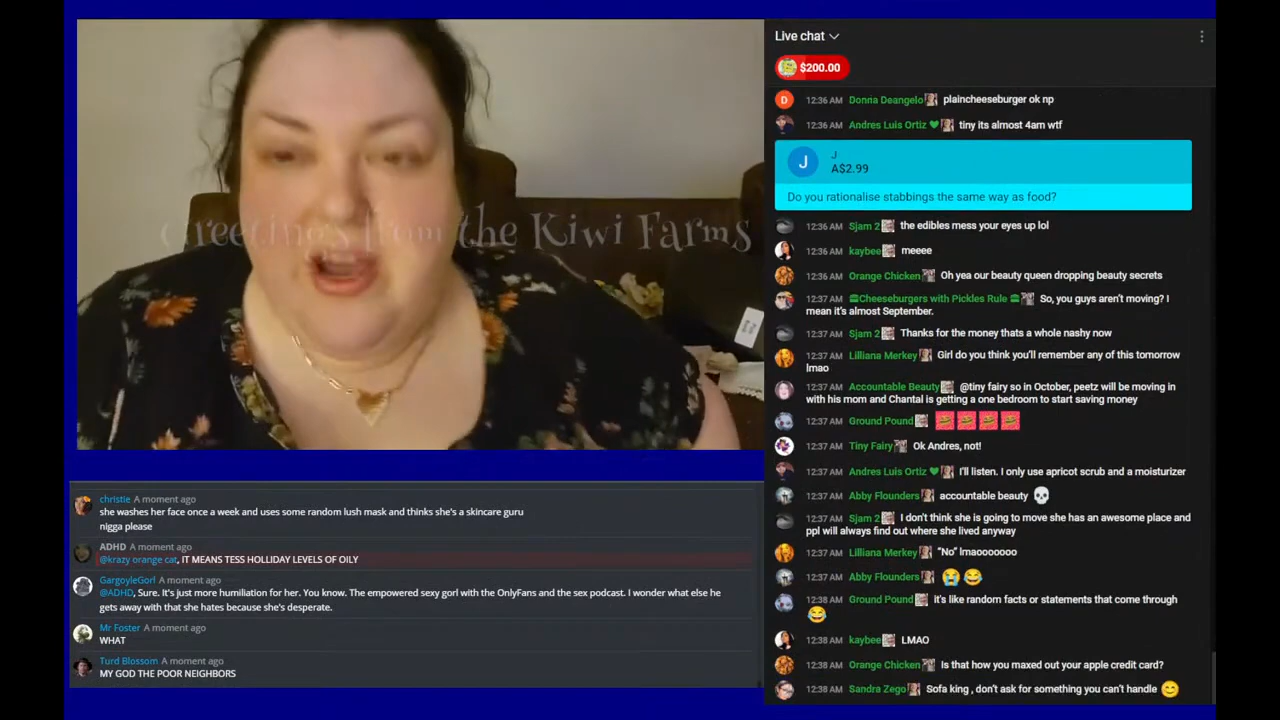 Greetings from the Kiwi Farms
christie A moment ago
she washes her face once a week and uses some random lush mask and thinks she's a skincare guru
nigga please
ADHD A moment ago
@krazy orange cat, IT MEANS TESS HOLLIDAY LEVELS OF OILY
GargoyleGorl A moment ago
@ADHD, Sure. It's just more humiliation for her. You know. The empowered sexy gorl with the OnlyFans and the sex podcast. I wonder what else he
gets away with that she hates because she's desperate.
Mr Foster A moment ago
WHAT
Turd Blossom A moment ago
MY GOD THE POOR NEIGHBORS
Live chat
$200.00
D
12:36 AM Donna Deangelo plaincheeseburger ok np
12:36 AM Andres Luis Ortiz tiny its almost 4am wtf
J
J
A$2.99
Do you rationalise stabbings the same way as food?
12:36 AM Sjam 2 the edibles mess your eyes up lol
12:36 AM kaybee meeee
12:36 AM Orange Chicken Oh yea our beauty queen dropping beauty secrets
12:37 AM Cheeseburgers with Pickles Rule So, you guys aren't moving? I
mean it's almost September.
12:37 AM Sjam 2 Thanks for the money thats a whole nashy now
12:37 AM Lilliana Merkey Girl do you think you'll remember any of this tomorrow
lmao
12:37 AM Accountable Beauty @tiny fairy so in October, peetz will be moving in
with his mom and Chantal is getting a one bedroom to start saving money
12:37 AM Ground Pound
12:37 AM Tiny Fairy Ok Andres, not!
12:37 AM Andres Luis Ortiz I'll listen. I only use apricot scrub and a moisturizer
12:37 AM Abby Flounders accountable beauty 💀
12:37 AM Sjam 2 I don't think she is going to move she has an awesome place and
ppl will always find out where she lived anyway
12:37 AM Lilliana Merkey "No" lmaooooooo
12:37 AM Abby Flounders 😭😂
12:38 AM Ground Pound it's like random facts or statements that come through
😂
12:38 AM kaybee LMAO
12:38 AM Orange Chicken Is that how you maxed out your apple credit card?
12:38 AM Sandra Zego Sofa king , don't ask for something you can't handle 😊